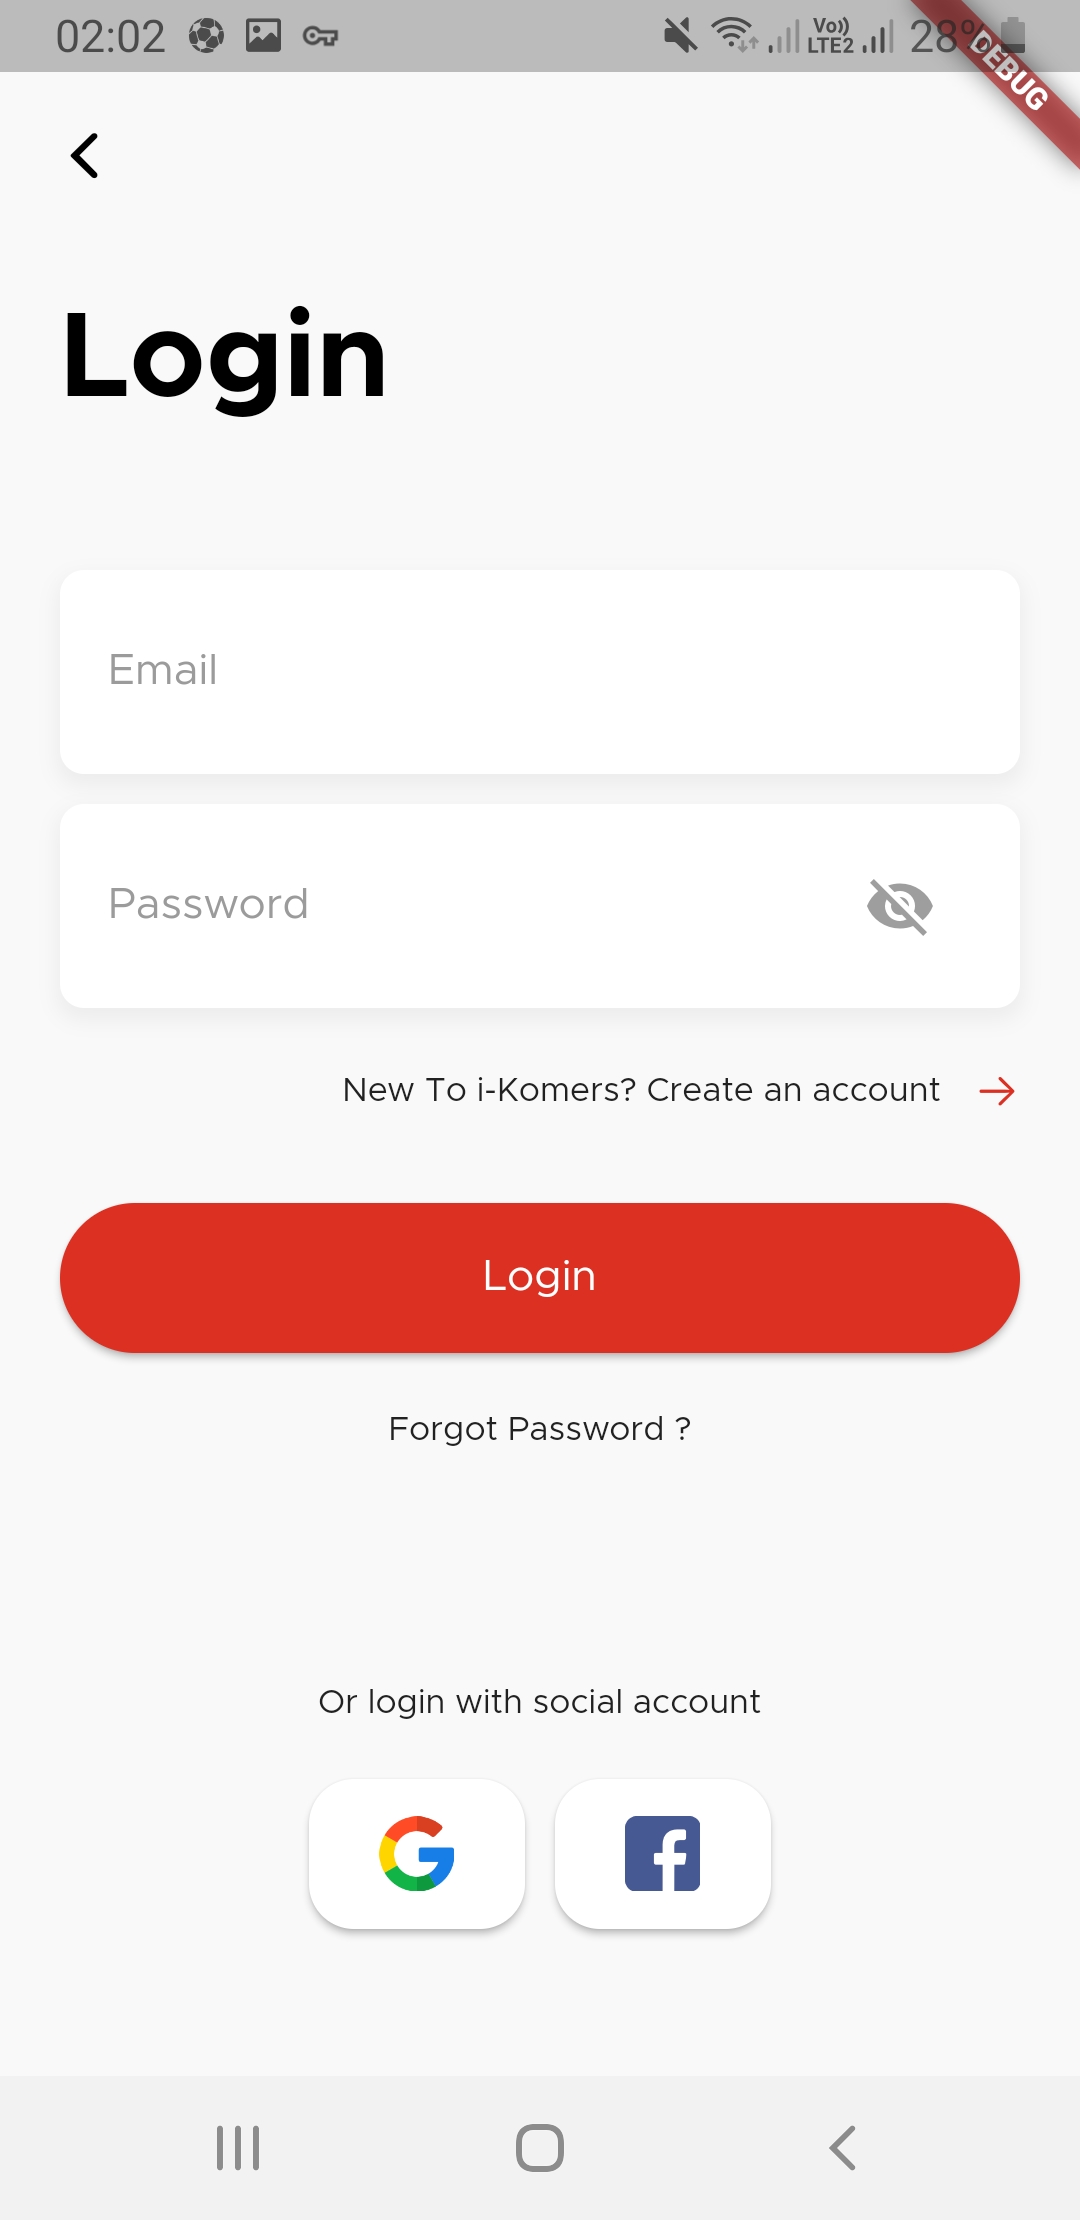 02:02 Vo)) LTE2 28%
DEBUG
Login
Email
Password
New To i-Komers? Create an account
Login
Forgot Password ?
Or login with social account